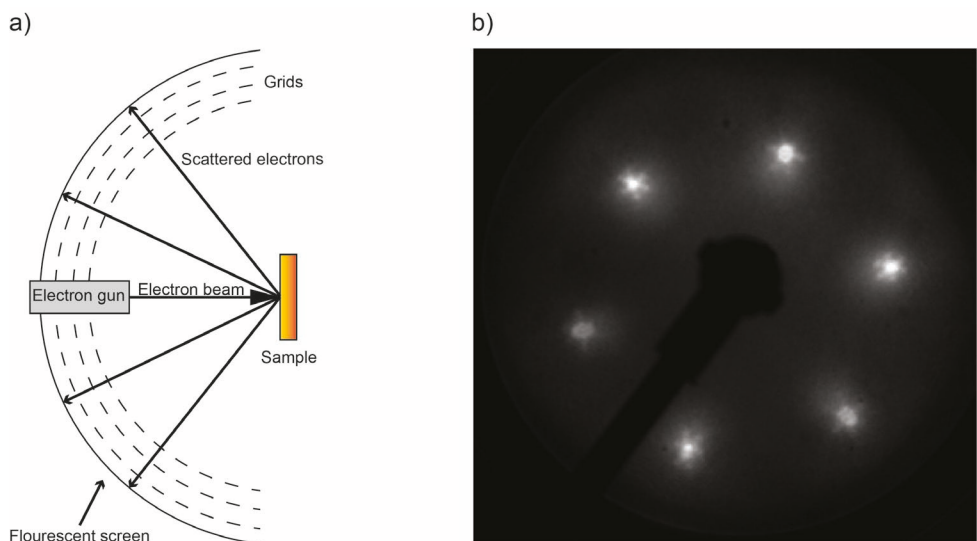 a)
b)
Grids
Scattered electrons
Electron gun
Electron beam
Sample
Flourescent screen